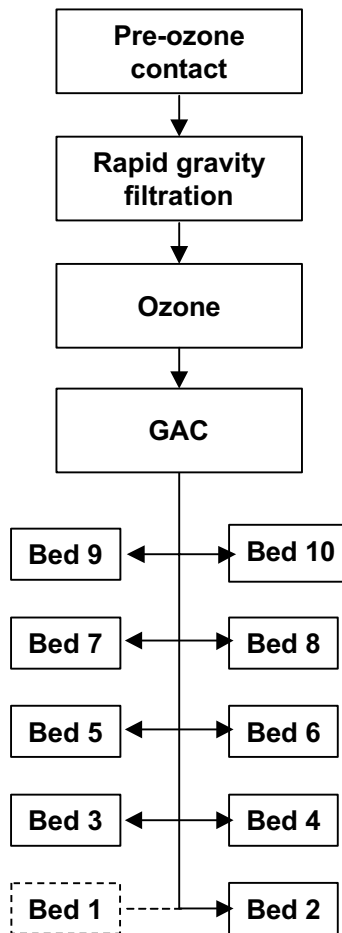 Pre-ozone
contact
Rapid gravity
filtration
Ozone
GAC
Bed 9
Bed 10
Bed 7
Bed 8
Bed 5
Bed 6
Bed 3
Bed 4
Bed 1
Bed 2